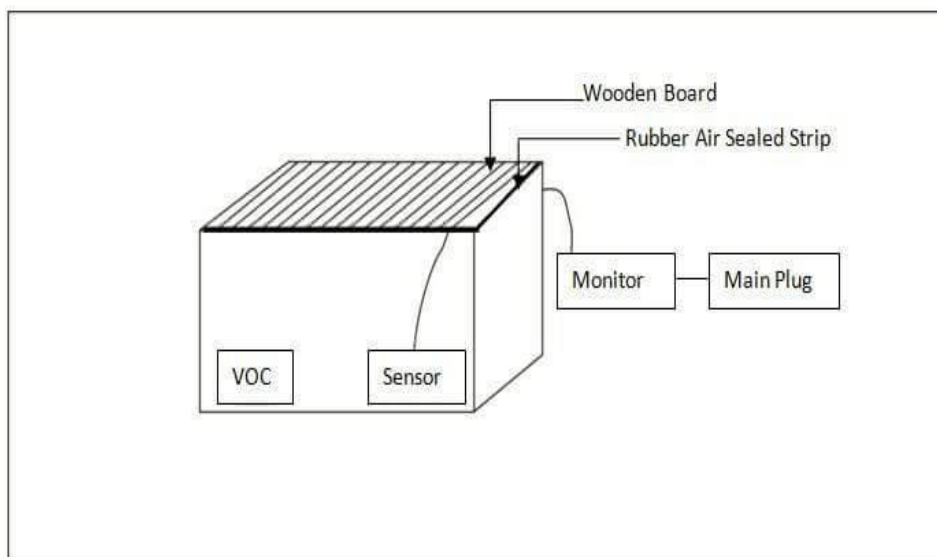 Wooden Board
Rubber Air Sealed Strip
Monitor
Main Plug
VOC
Sensor